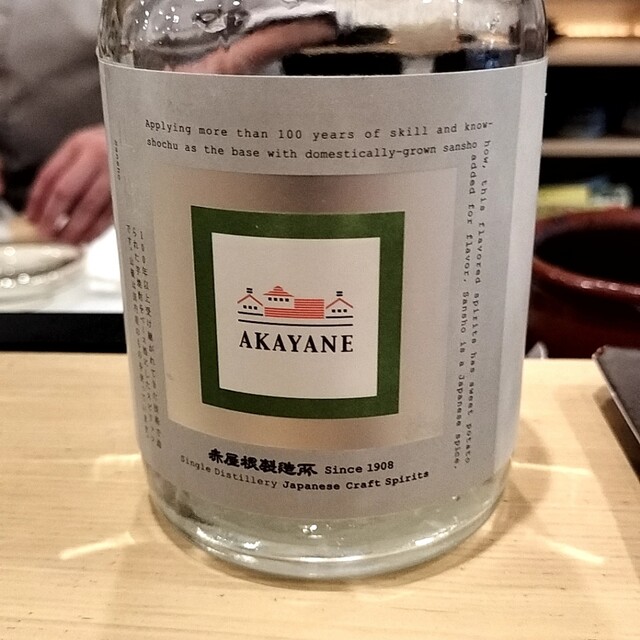 Applying more than 100 years of skill and know-
how, this flavored spirits has sweet potato
shochu as the base with domestically-grown sansho
added for flavor. Sansho is a Japanese spice.
sansho
AKAYANE
赤屋根製造所 Since 1908
Single Distillery Japanese Craft Spirits